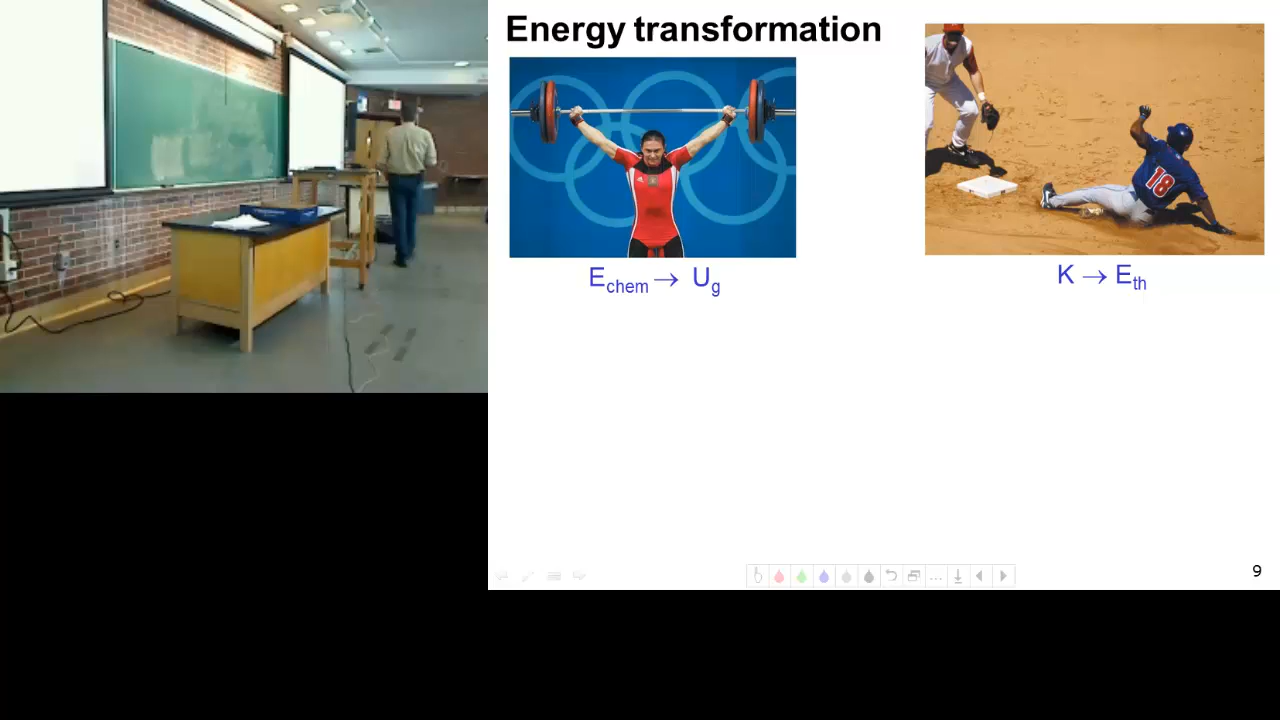 Energy transformation
E_chem → U_g
18
K → E_th
...
9